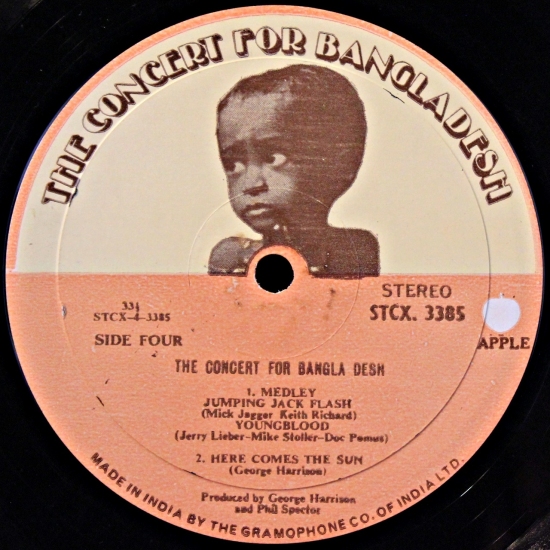 THE CONCERT FOR BANGLADESH
STEREO
STCX. 3385
33⅓
STCX-4-3385
SIDE FOUR
APPLE
THE CONCERT FOR BANGLA DESH
1. MEDLEY
JUMPING JACK FLASH
(Mick Jagger Keith Richard)
YOUNGBLOOD
(Jerry Lieber-Mike Stoller-Doc Pomus)
2. HERE COMES THE SUN
(George Harrison)
Produced by George Harrison
and Phil Spector
MADE IN INDIA BY THE GRAMOPHONE CO. OF INDIA LTD.